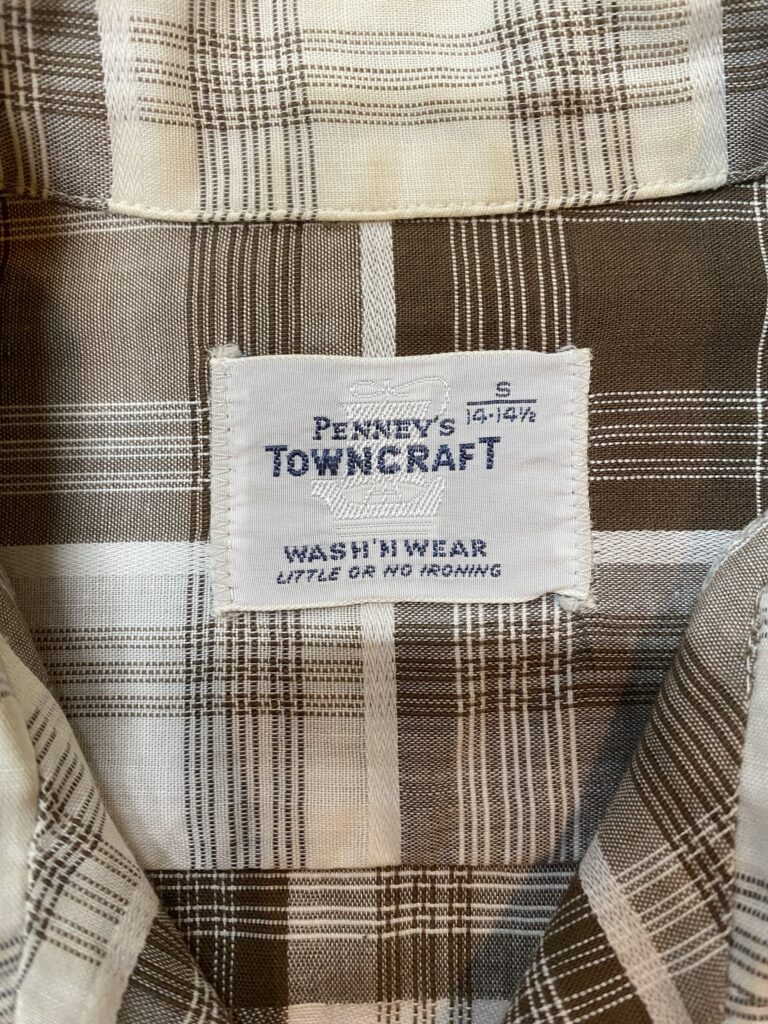 S
14-14½
PENNEY'S
TOWNCRAFT
WASH'N WEAR
LITTLE OR NO IRONING